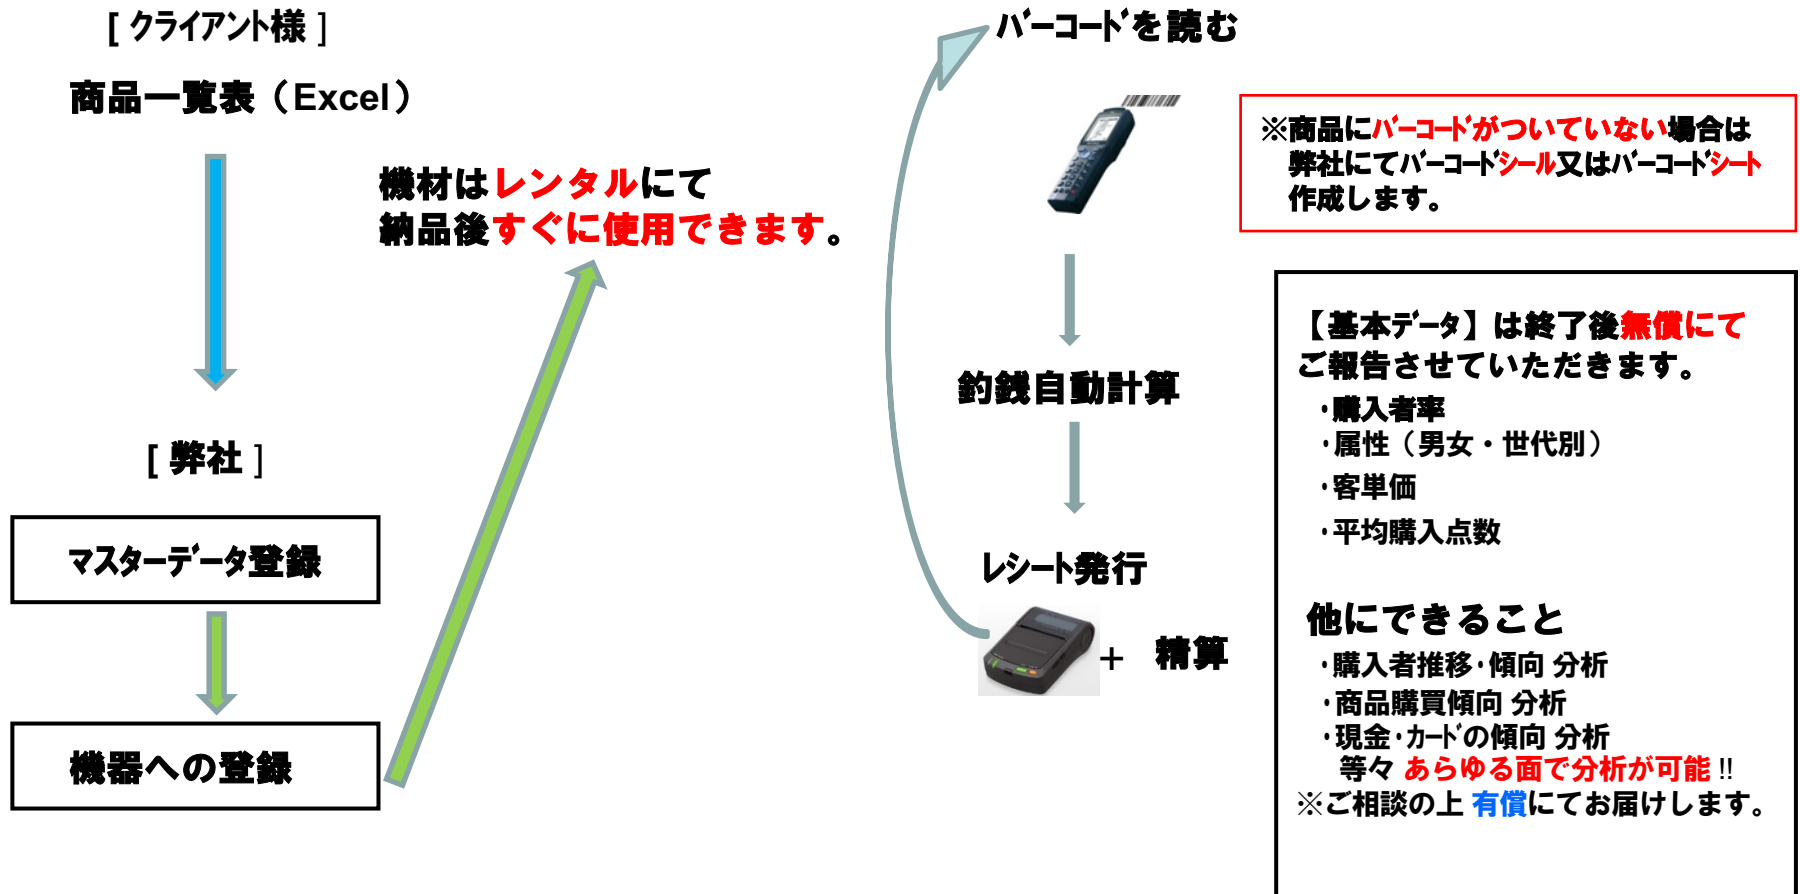 [ クライアント様 ]
商品一覧表（Excel）
機材はレンタルにて
納品後すぐに使用できます。
[ 弊社 ]
マスターデータ登録
機器への登録
バーコードを読む
釣銭自動計算
レシート発行
+ 精算
※商品にバーコードがついていない場合は
弊社にてバーコードシール又はバーコードシート
作成します。
【基本データ】は終了後無償にて
ご報告させていただきます。
・購入者率
・属性（男女・世代別）
・客単価
・平均購入点数
他にできること
・購入者推移・傾向 分析
・商品購買傾向 分析
・現金・カードの傾向 分析
等々 あらゆる面で分析が可能 !!
※ご相談の上 有償にてお届けします。